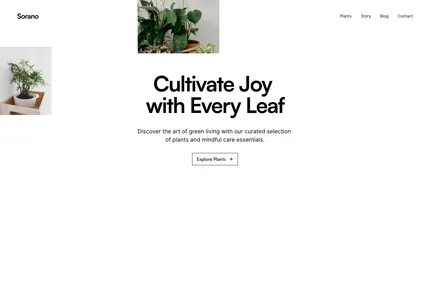 Sorano
Plants Story Blog Contact
Cultivate Joy
with Every Leaf
Discover the art of green living with our curated selection
of plants and mindful care essentials.
Explore Plants →